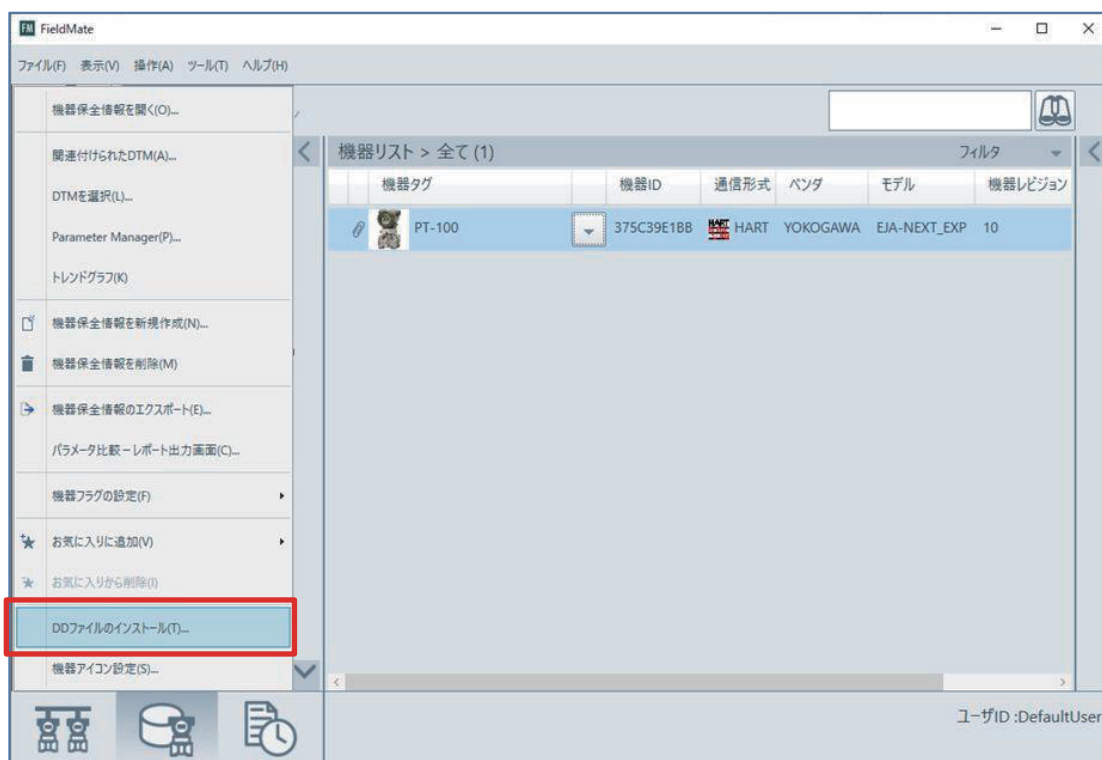 FM FieldMate
ファイル(F) 表示(V) 操作(A) ツール(T) ヘルプ(H)
機器保全情報を開く(O)...
関連付けられたDTM(A)...
DTMを選択(L)...
Parameter Manager(P)...
トレンドグラフ(K)
機器保全情報を新規作成(N)...
機器保全情報を削除(M)
機器保全情報のエクスポート(E)...
パラメータ比較－レポート出力画面(C)...
機器フラグの設定(F)
お気に入りに追加(V)
お気に入りから削除(I)
DDファイルのインストール(T)...
機器アイコン設定(S)...
機器リスト > 全て (1) フィルタ
機器タグ 機器ID 通信形式 ベンダ モデル 機器レビジョン
PT-100 375C39E1BB HART HART YOKOGAWA EJA-NEXT_EXP 10
ユーザID :DefaultUser